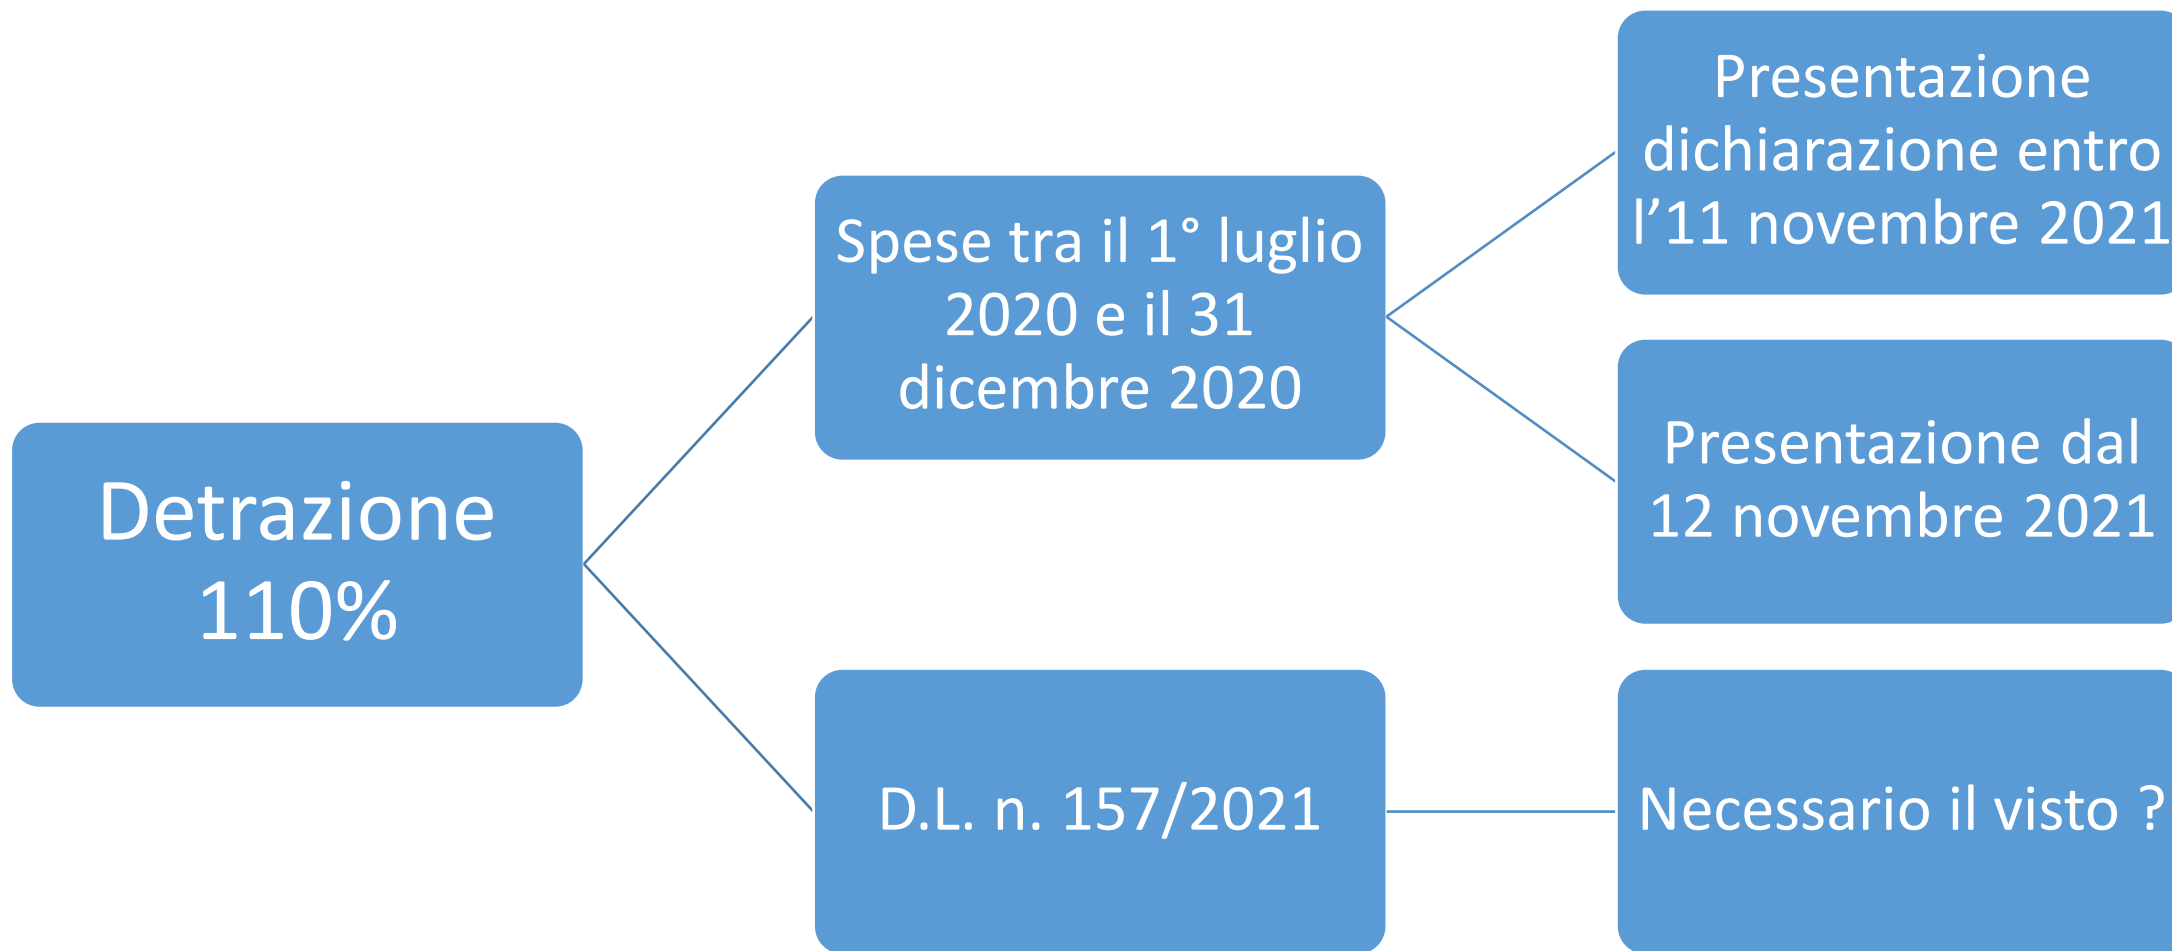 Detrazione
110%
Spese tra il 1° luglio
2020 e il 31
dicembre 2020
Presentazione
dichiarazione entro
l’11 novembre 2021
Presentazione dal
12 novembre 2021
D.L. n. 157/2021
Necessario il visto ?